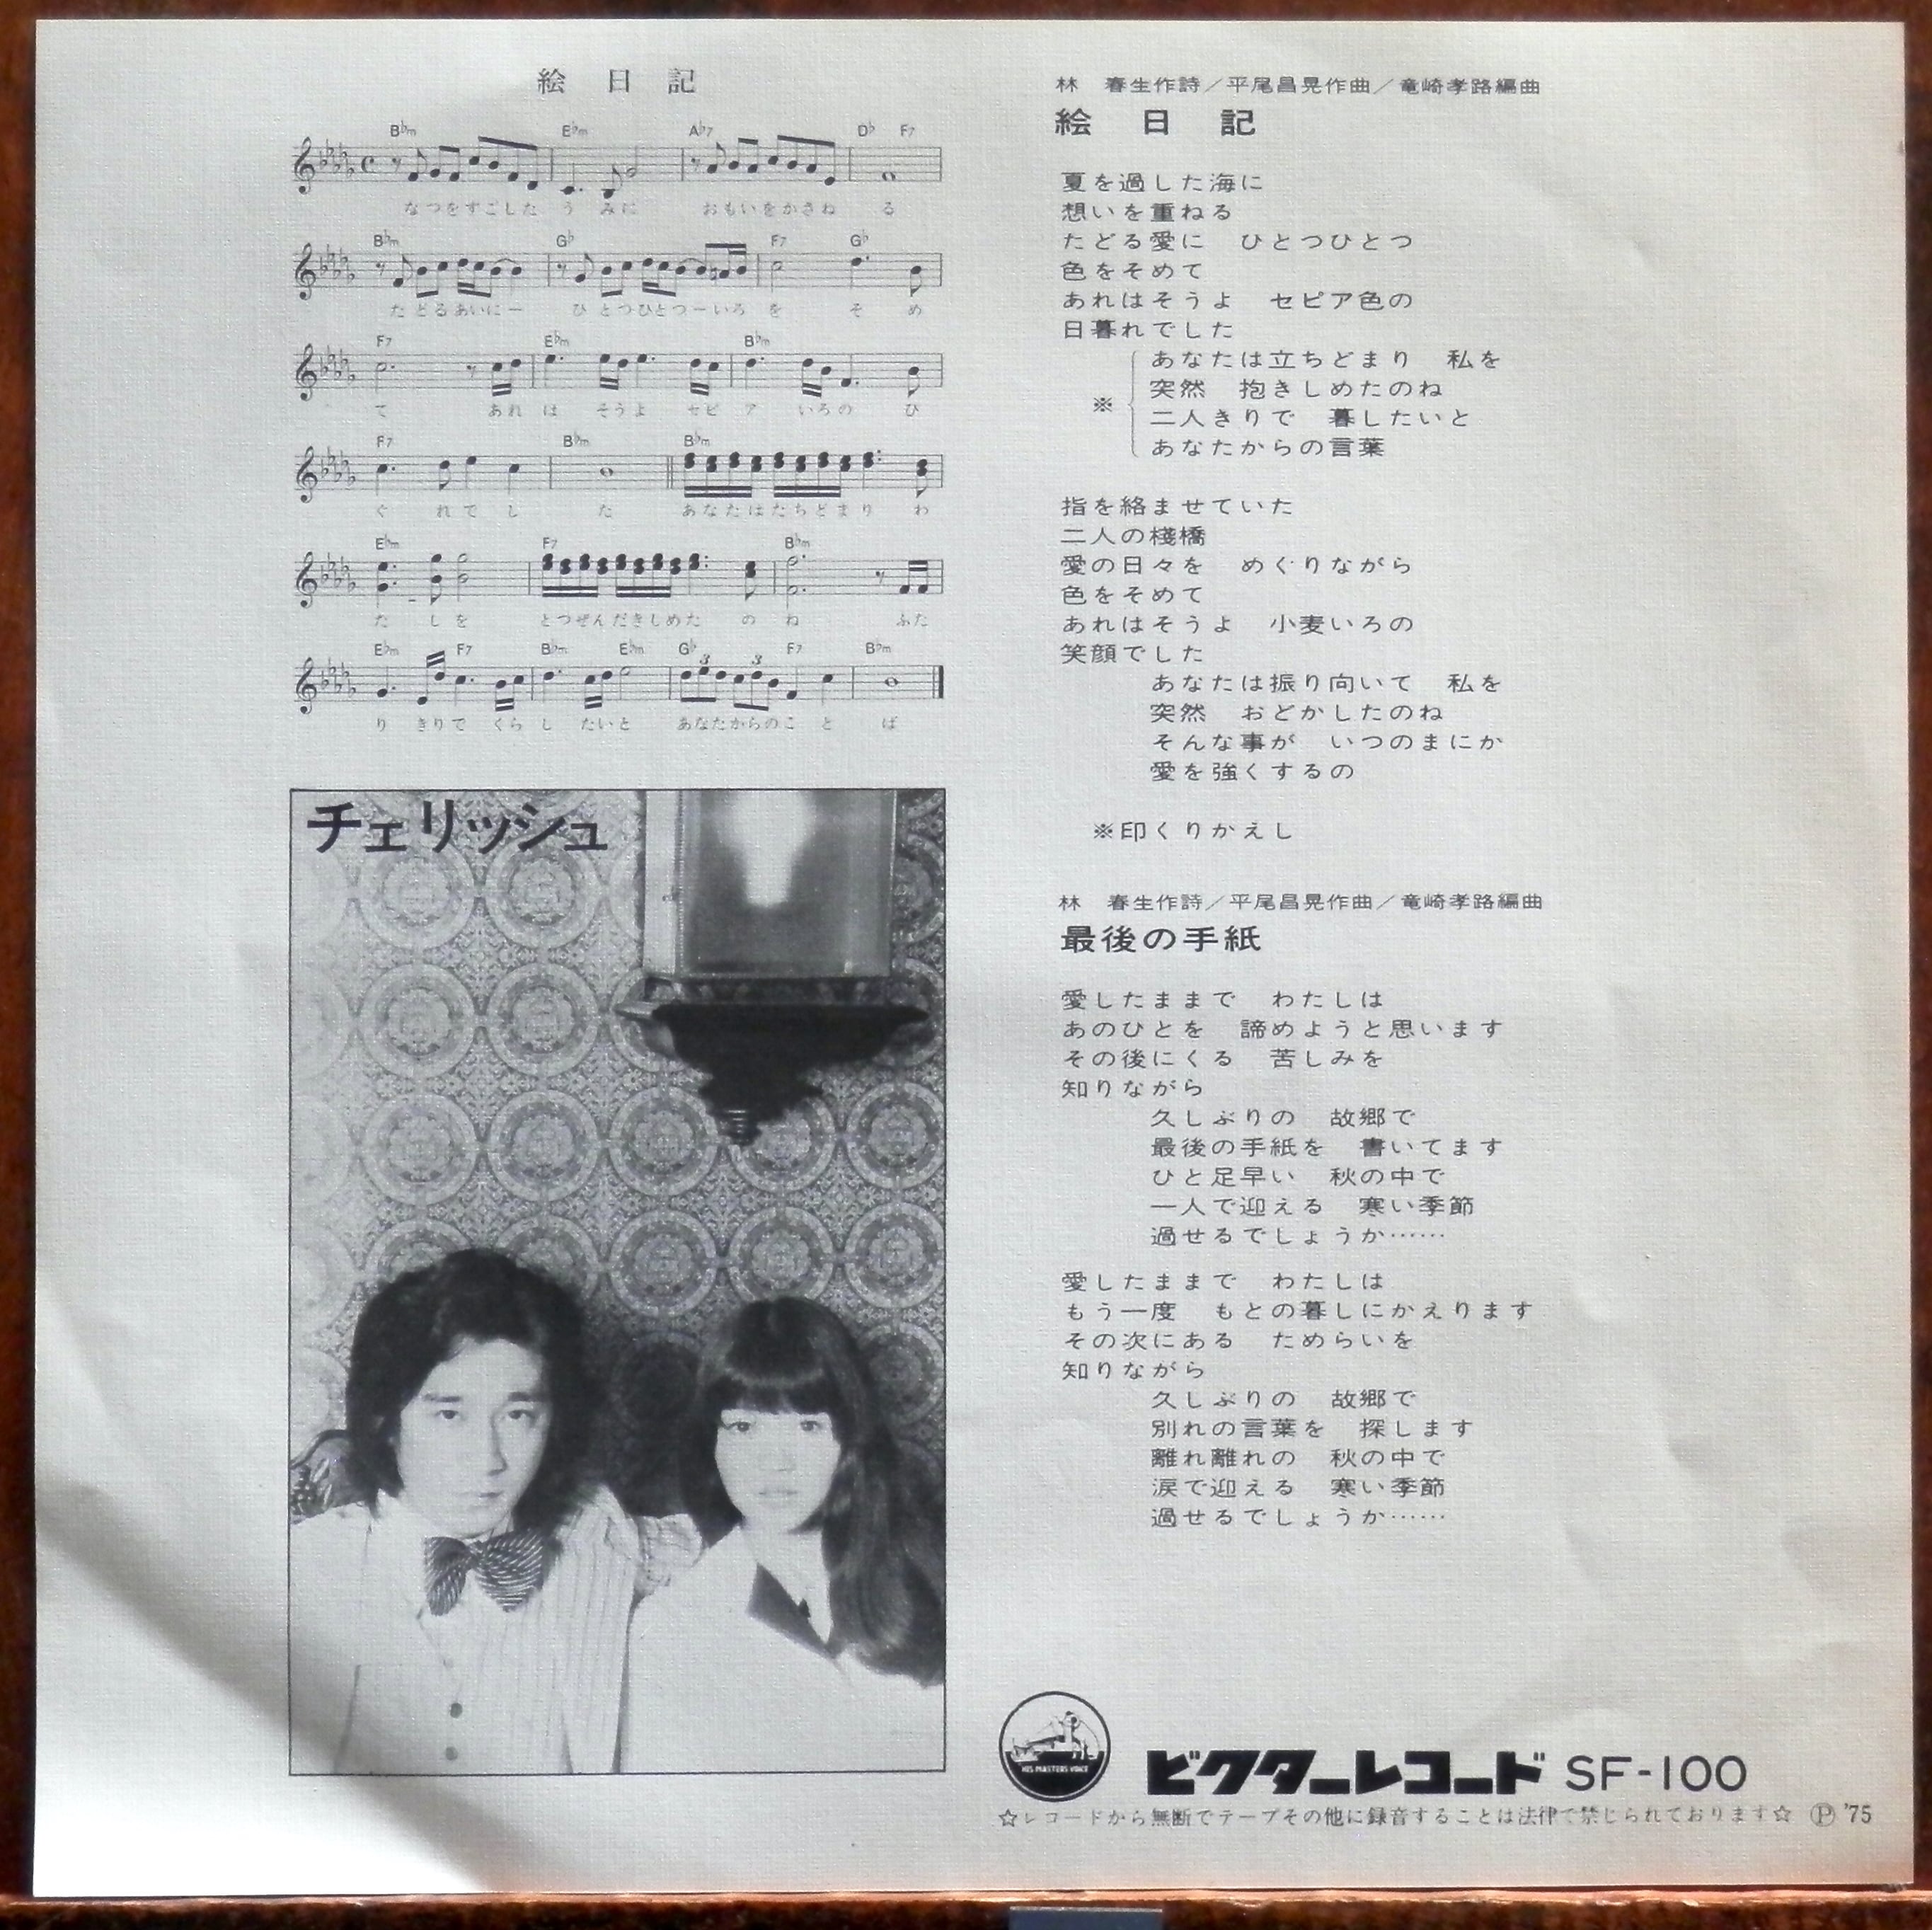 絵　日　記
B♭m E♭m A♭7 D♭ F7
なつをすごした う みに おもいをかさね る
B♭m G♭ F7 G♭
たどるあいにー ひとつひとつーいろ を そ め
F7 E♭m B♭m
て あれ は そうよ セピ ア いろの ひ
F7 B♭m B♭m
ぐ れで し た あなたはたちどまり わ
E♭m F7 B♭m
た しを とつぜんだきしめた の ね ふた
E♭m F7 B♭m E♭m G♭ 3 3 F7 B♭m
り きりで くら し たいと あなたからのこ と ば
チェリッシュ
林　春生作詩／平尾昌晃作曲／竜崎孝路編曲
絵　日　記
夏を過した海に
想いを重ねる
たどる愛に　ひとつひとつ
色をそめて
あれはそうよ　セピア色の
日暮れでした
あなたは立ちどまり　私を
突然　抱きしめたのね
※
二人きりで　暮したいと
あなたからの言葉
指を絡ませていた
二人の棧橋
愛の日々を　めぐりながら
色をそめて
あれはそうよ　小麦いろの
笑顔でした
あなたは振り向いて　私を
突然　おどかしたのね
そんな事が　いつのまにか
愛を強くするの
※印くりかえし
林　春生作詩／平尾昌晃作曲／竜崎孝路編曲
最後の手紙
愛したままで　わたしは
あのひとを　諦めようと思います
その後にくる　苦しみを
知りながら
久しぶりの　故郷で
最後の手紙を　書いてます
ひと足早い　秋の中で
一人で迎える　寒い季節
過せるでしょうか……
愛したままで　わたしは
もう一度　もとの暮しにかえります
その次にある　ためらいを
知りながら
久しぶりの　故郷で
別れの言葉を　探します
離れ離れの　秋の中で
涙で迎える　寒い季節
過せるでしょうか……
HIS MASTERS VOICE
ビクターレコード SF-100
☆レコードから無断でテープその他に録音することは法律で禁じられております☆ Ⓟ '75